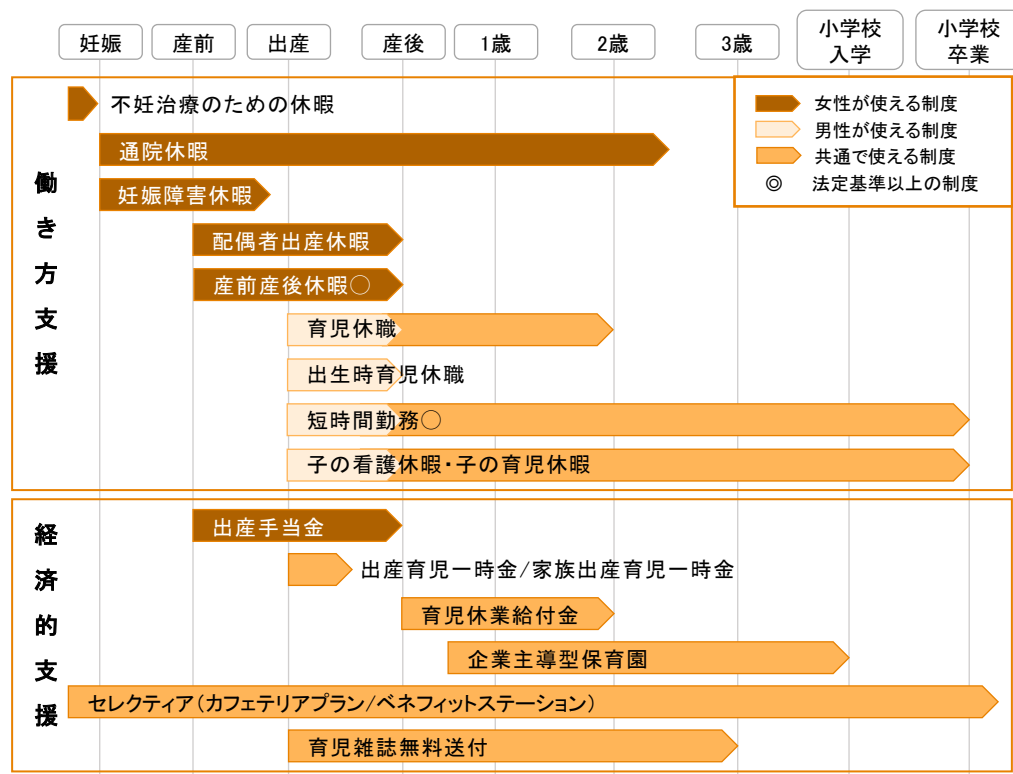 妊娠
産前
出産
産後
1歳
2歳
3歳
小学校
入学
小学校
卒業
女性が使える制度
男性が使える制度
共通で使える制度
◎ 法定基準以上の制度
働き方支援
不妊治療のための休暇
通院休暇
妊娠障害休暇
配偶者出産休暇
産前産後休暇○
育児休職
出生時育児休職
短時間勤務○
子の看護休暇・子の育児休暇
経済的支援
出産手当金
出産育児一時金/家族出産育児一時金
育児休業給付金
企業主導型保育園
セレクティア(カフェテリアプラン/ベネフィットステーション)
育児雑誌無料送付